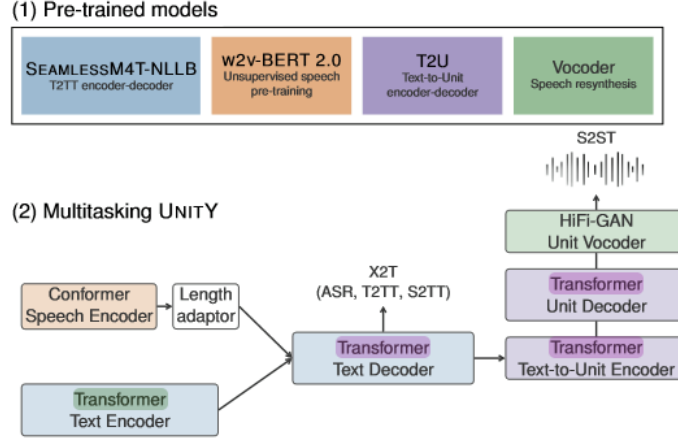 (1) Pre-trained models
SEAMLESSM4T-NLLB
T2TT encoder-decoder
w2v-BERT 2.0
Unsupervised speech
pre-training
T2U
Text-to-Unit
encoder-decoder
Vocoder
Speech resynthesis
S2ST
(2) Multitasking UNITY
HiFi-GAN
Unit Vocoder
X2T
(ASR, T2TT, S2TT)
Transformer
Unit Decoder
Conformer
Speech Encoder
Length
adaptor
Transformer
Text Decoder
Transformer
Text-to-Unit Encoder
Transformer
Text Encoder